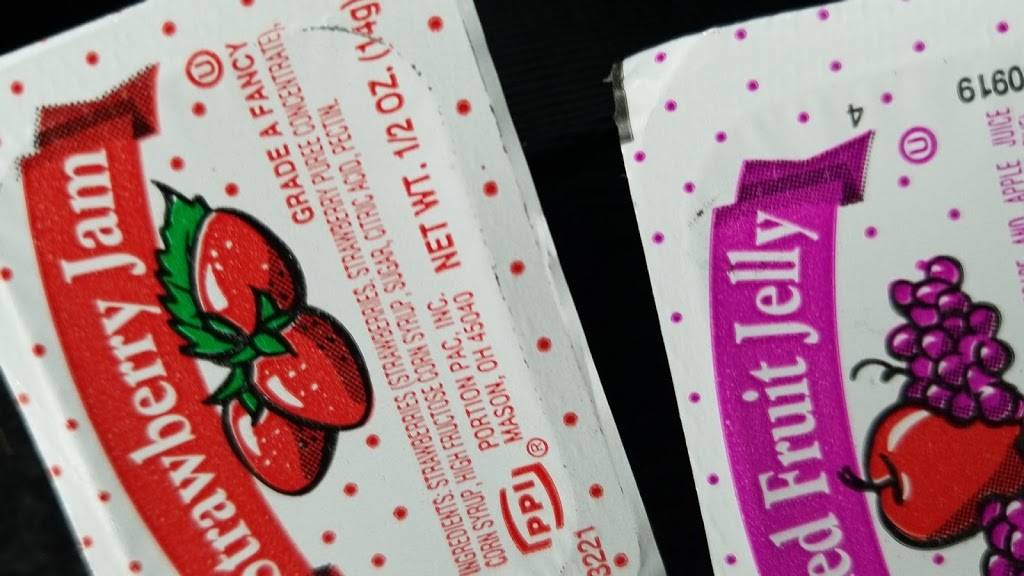 Strawberry Jam
U
GRADE A FANCY
INGREDIENTS: STRAWBERRIES (STRAWBERRIES, STRAWBERRY PUREE CONCENTRATE),
CORN SYRUP, HIGH FRUCTOSE CORN SYRUP, SUGAR, CITRIC ACID, PECTIN.
PORTION PAC, INC. NET WT. 1/2 OZ. (14g)
MASON, OH 45040
PPI ®
3221
ed Fruit Jelly
4
U
0919
AND APPLE JUICE